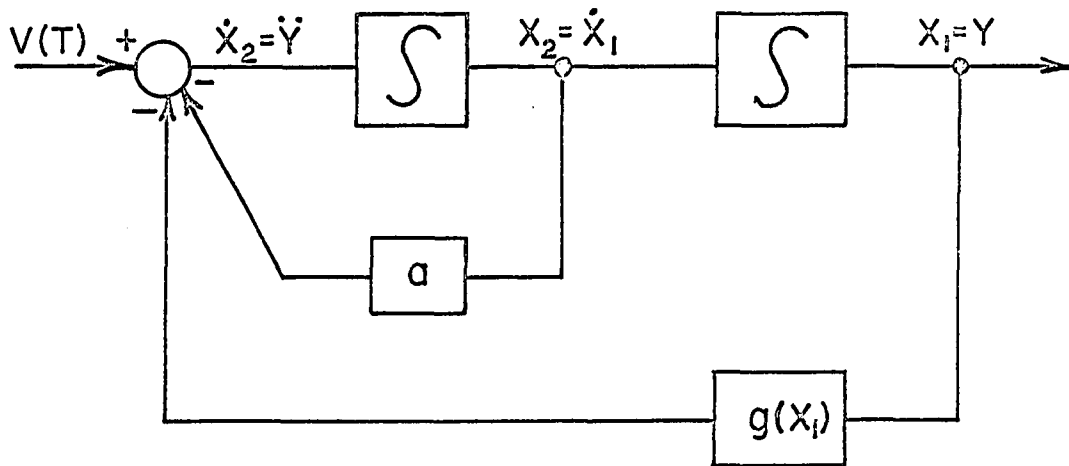 V(T)
+
Ẋ₂=Ÿ
∫
X₂=Ẋ₁
∫
X₁=Y
−
−
a
g(X₁)